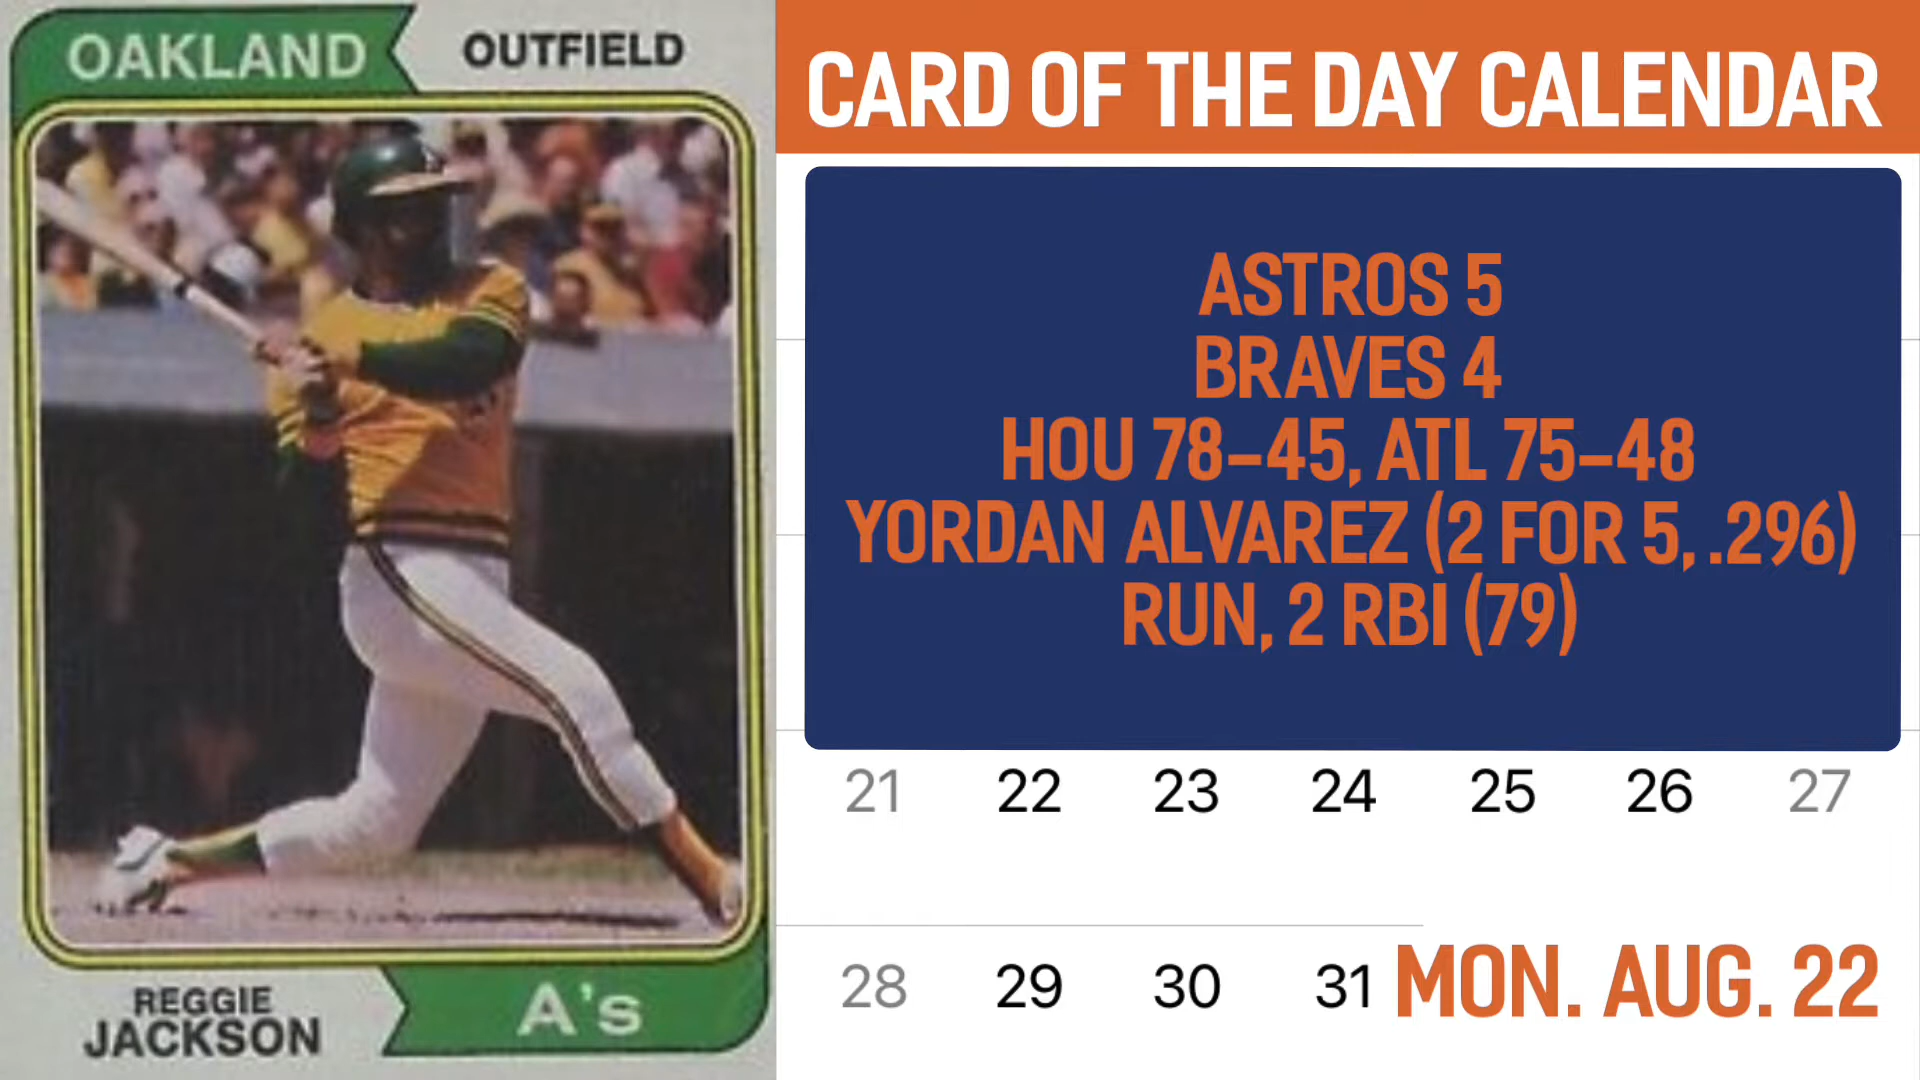 OAKLAND
OUTFIELD
REGGIE
JACKSON
A's
CARD OF THE DAY CALENDAR
ASTROS 5
BRAVES 4
HOU 78–45, ATL 75–48
YORDAN ALVAREZ (2 FOR 5, .296)
RUN, 2 RBI (79)
21 22 23 24 25 26 27
28 29 30 31
MON. AUG. 22